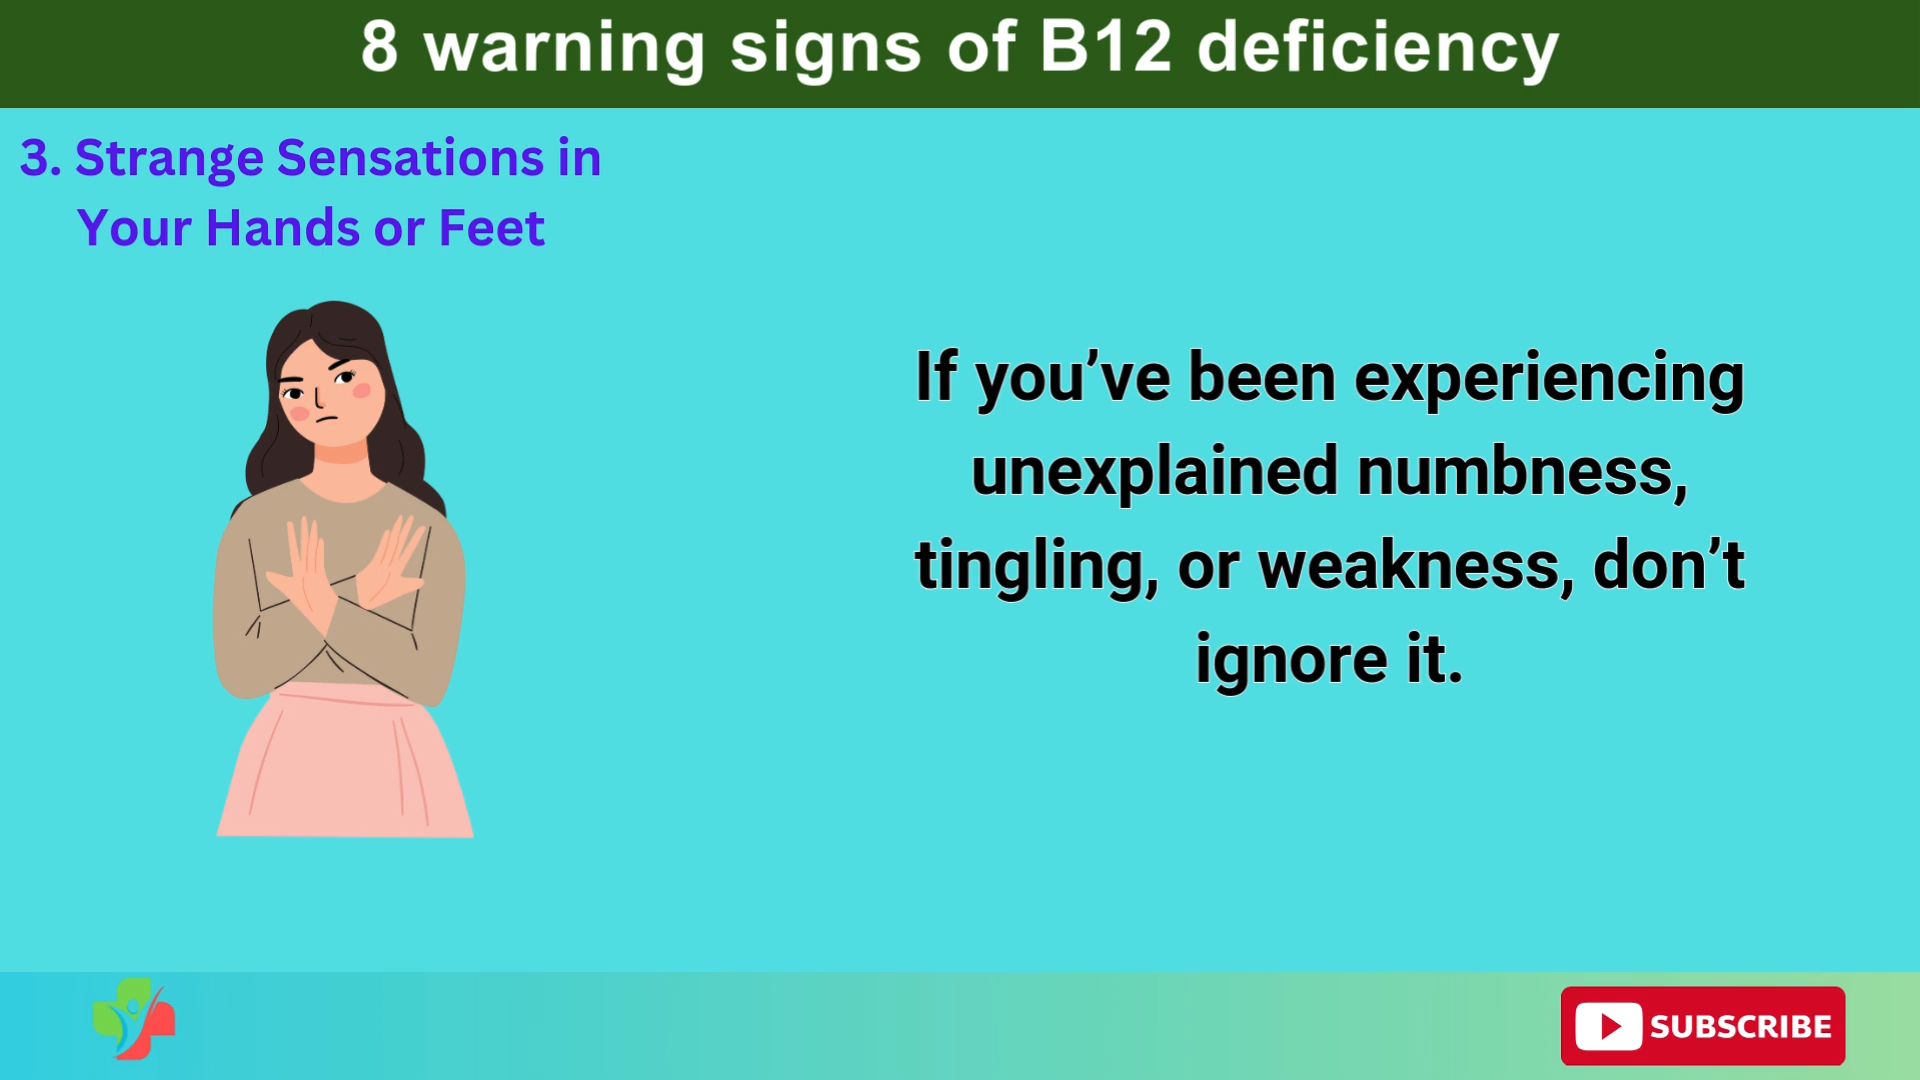 8 warning signs of B12 deficiency
3. Strange Sensations in
Your Hands or Feet
If you’ve been experiencing
unexplained numbness,
tingling, or weakness, don’t
ignore it.
SUBSCRIBE